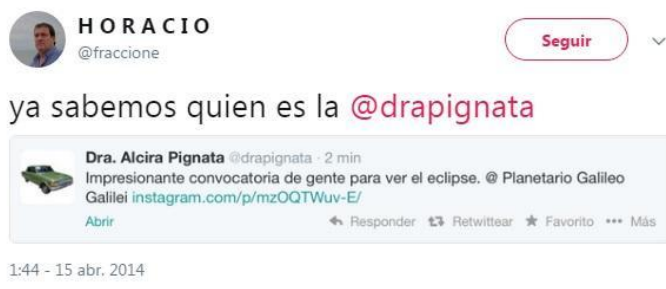 HORACIO
@fraccione
Seguir
ya sabemos quien es la @drapignata
Dra. Alcira Pignata @drapignata · 2 min
Impresionante convocatoria de gente para ver el eclipse. @ Planetario Galileo
Galilei instagram.com/p/mzOQTWuv-E/
Abrir Responder Retwittear Favorito ••• Más
1:44 - 15 abr. 2014